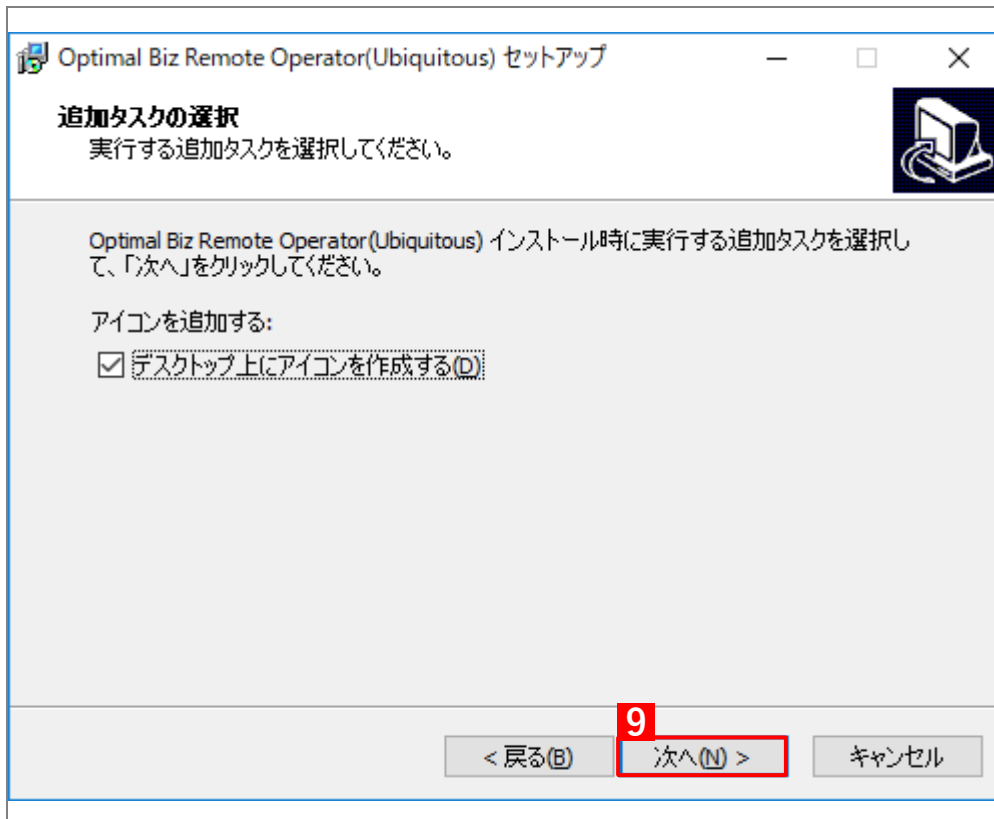 Optimal Biz Remote Operator(Ubiquitous) セットアップ
追加タスクの選択
実行する追加タスクを選択してください。
Optimal Biz Remote Operator(Ubiquitous) インストール時に実行する追加タスクを選択し
て、「次へ」をクリックしてください。
アイコンを追加する:
デスクトップ上にアイコンを作成する(D)
9
< 戻る(B) 次へ(N) > キャンセル